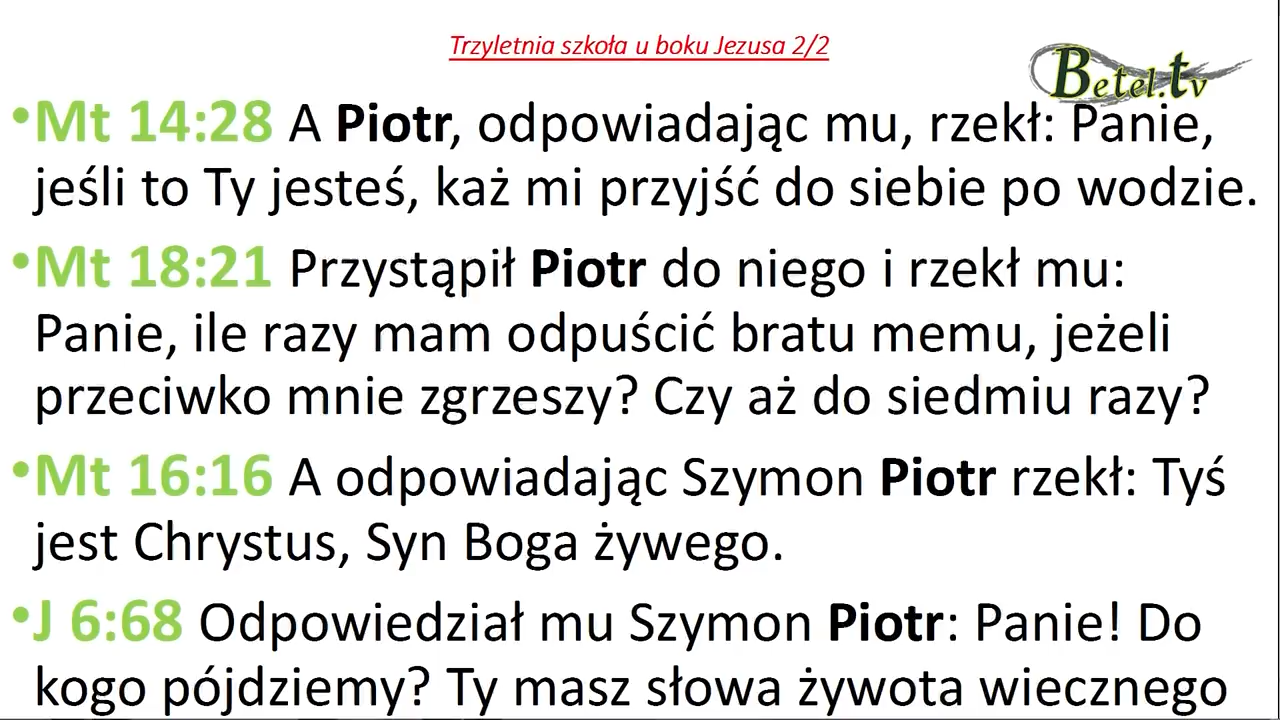 Trzyletnia szkoła u boku Jezusa 2/2
Betel.tv
•Mt 14:28 A Piotr, odpowiadając mu, rzekł: Panie,
jeśli to Ty jesteś, każ mi przyjść do siebie po wodzie.
•Mt 18:21 Przystąpił Piotr do niego i rzekł mu:
Panie, ile razy mam odpuścić bratu memu, jeżeli
przeciwko mnie zgrzeszy? Czy aż do siedmiu razy?
•Mt 16:16 A odpowiadając Szymon Piotr rzekł: Tyś
jest Chrystus, Syn Boga żywego.
•J 6:68 Odpowiedział mu Szymon Piotr: Panie! Do
kogo pójdziemy? Ty masz słowa żywota wiecznego